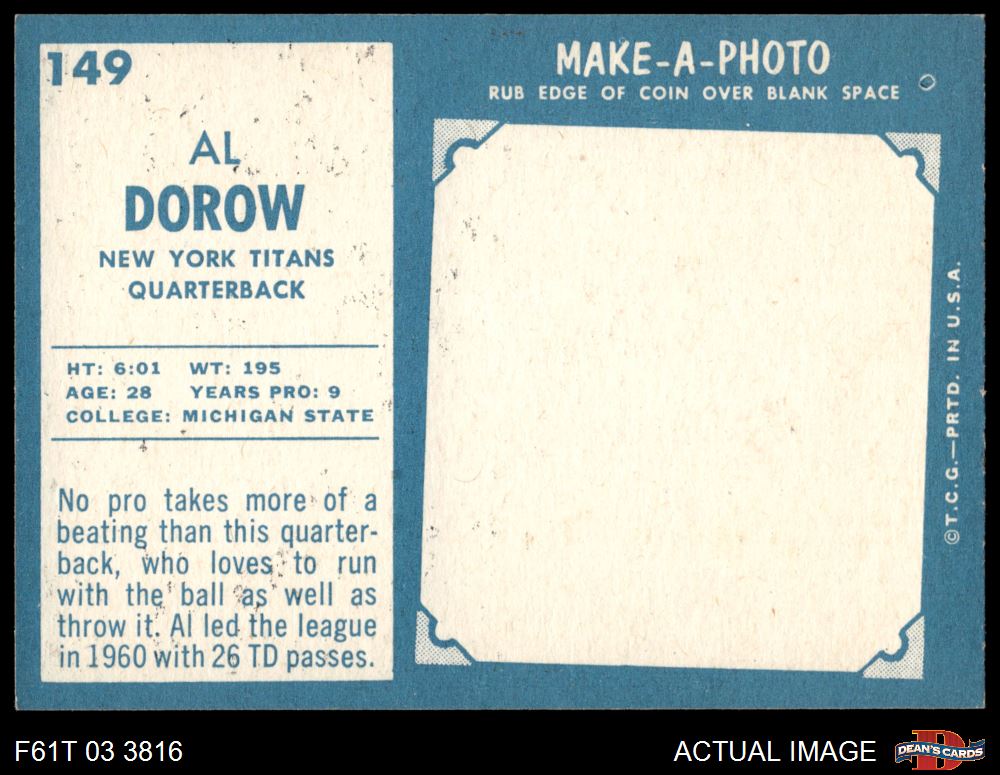 149
AL
DOROW
NEW YORK TITANS
QUARTERBACK
HT: 6:01 WT: 195
AGE: 28 YEARS PRO: 9
COLLEGE: MICHIGAN STATE
No pro takes more of a
beating than this quarter-
back, who loves to run
with the ball as well as
throw it. Al led the league
in 1960 with 26 TD passes.
MAKE-A-PHOTO
RUB EDGE OF COIN OVER BLANK SPACE
©T.C.G.—PRTD. IN U.S.A.
F61T 03 3816
ACTUAL IMAGE
D
DEAN'S CARDS